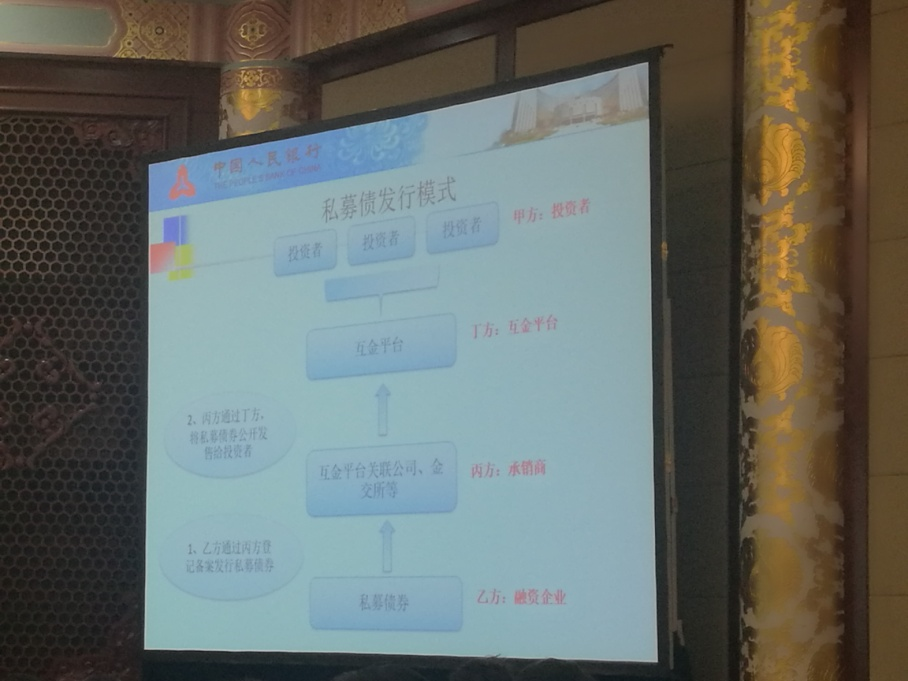 中国人民银行
THE PEOPLE'S BANK OF CHINA
私募债发行模式
投资者 投资者 投资者 甲方：投资者
互金平台 丁方：互金平台
2、丙方通过丁方，
将私募债券公开发
售给投资者
互金平台关联公司、金
交所等
丙方：承销商
1、乙方通过丙方登
记备案发行私募债券
私募债券 乙方：融资企业